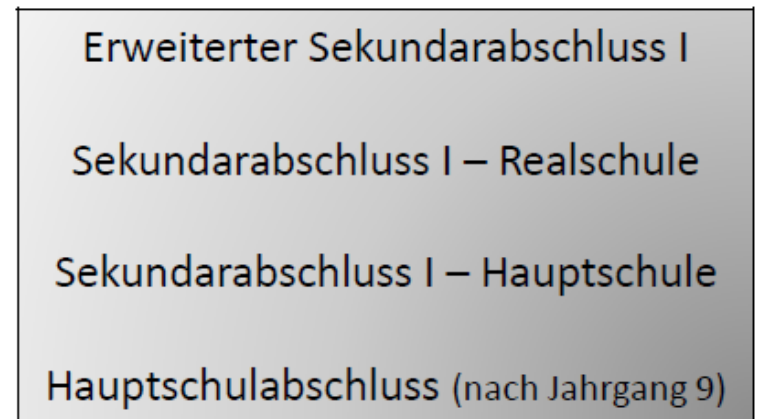 Erweiterter Sekundarabschluss I
Sekundarabschluss I – Realschule
Sekundarabschluss I – Hauptschule
Hauptschulabschluss (nach Jahrgang 9)